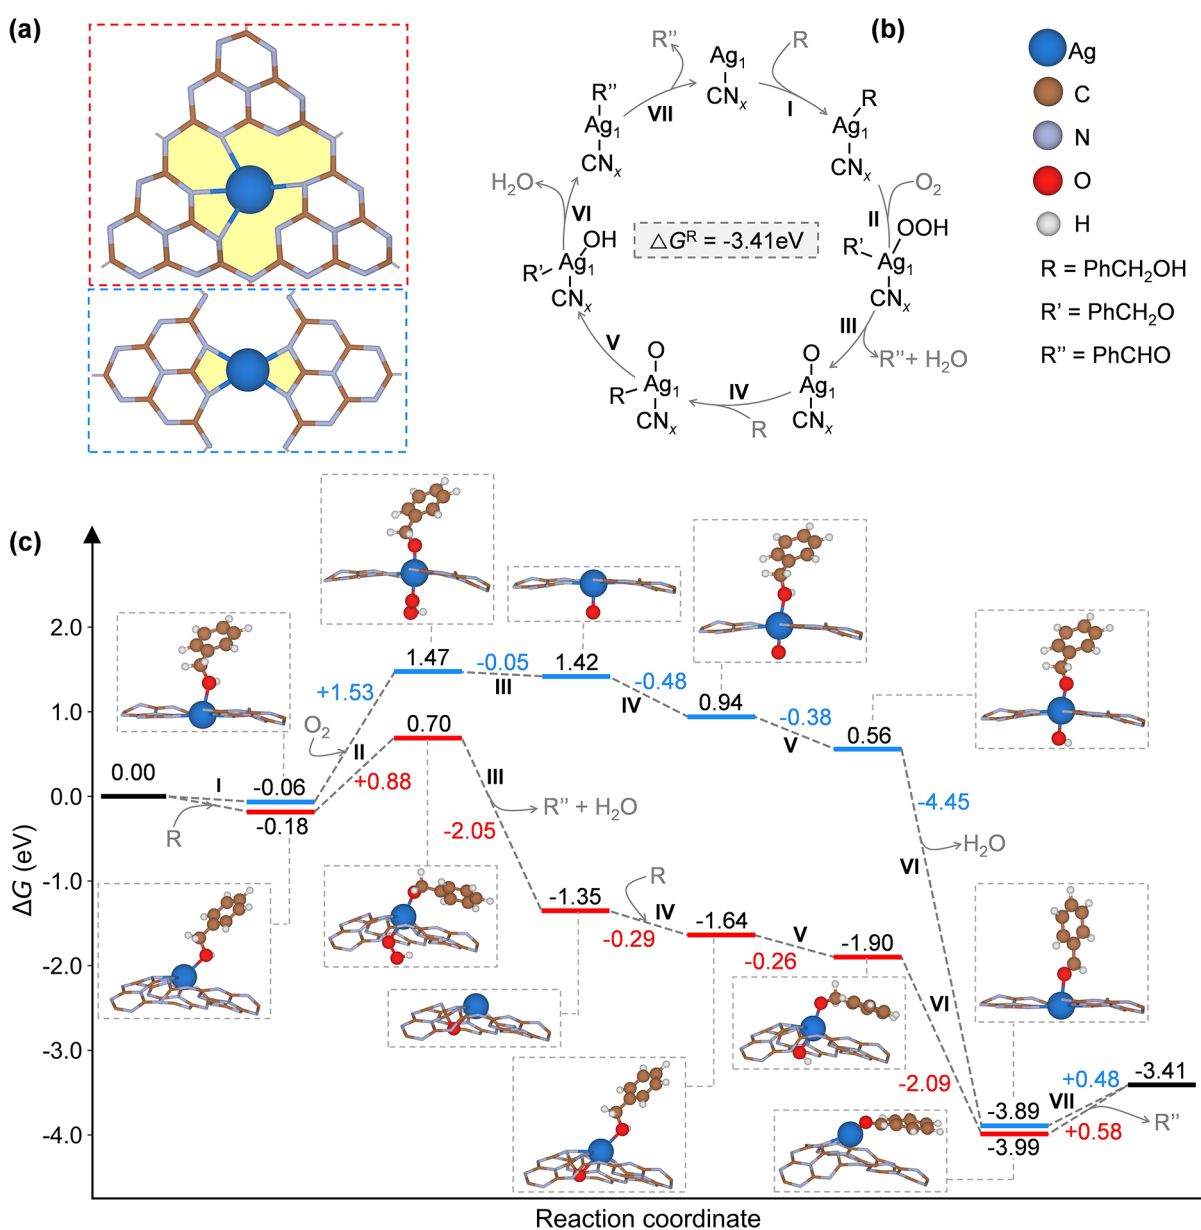 (a)
(b)
Ag
C
N
O
H
R = PhCH₂OH
R’ = PhCH₂O
R’’ = PhCHO
Ag₁
CNₓ
R
I
R
Ag₁
CNₓ
O₂
II
OOH
R’
Ag₁
CNₓ
III
R’’+ H₂O
O
Ag₁
CNₓ
IV
R
O
Ag₁
R
CNₓ
V
OH
Ag₁
R’
CNₓ
VI
H₂O
R’’
Ag₁
CNₓ
VII
R’’
△Gᴿ = -3.41eV
(c)
ΔG (eV)
2.0
1.0
0.0
-1.0
-2.0
-3.0
-4.0
0.00
I
R
-0.06
-0.18
O₂
+1.53
II
+0.88
1.47
0.70
-0.05
III
III
-2.05
R’’ + H₂O
1.42
-1.35
-0.48
IV
R
IV
-0.29
0.94
-1.64
-0.38
V
V
-0.26
0.56
-1.90
-4.45
VI
H₂O
VI
-2.09
-3.89
-3.99
+0.48
VII
+0.58
R’’
-3.41
Reaction coordinate